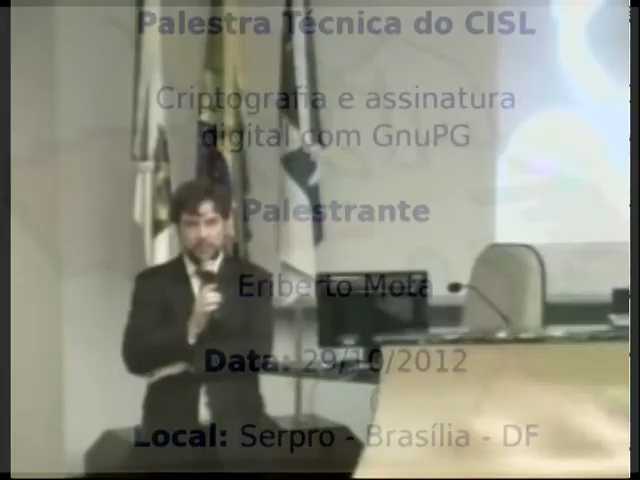 Palestra Técnica do CISL
Criptografia e assinatura
digital com GnuPG
Palestrante
Eriberto Mota
Data: 29/10/2012
Local: Serpro - Brasília - DF